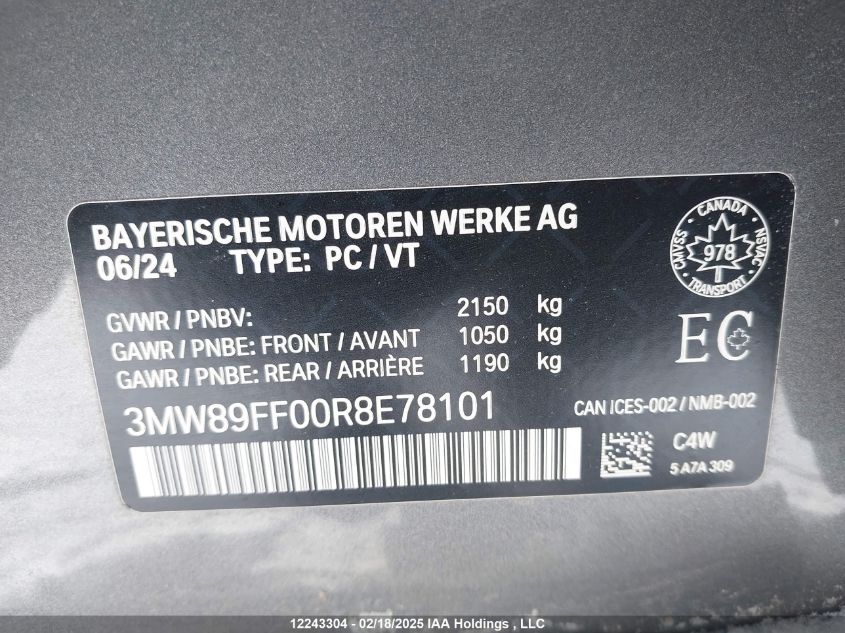 BAYERISCHE MOTOREN WERKE AG
06/24 TYPE: PC / VT
GVWR / PNBV: 2150 kg
GAWR / PNBE: FRONT / AVANT 1050 kg
GAWR / PNBE: REAR / ARRIÈRE 1190 kg
3MW89FF00R8E78101
CANADA
CMVSS 978 NSVAC
TRANSPORT
EC
CAN ICES-002 / NMB-002
C4W
5 A7A 309
12243304 - 02/18/2025 IAA Holdings , LLC